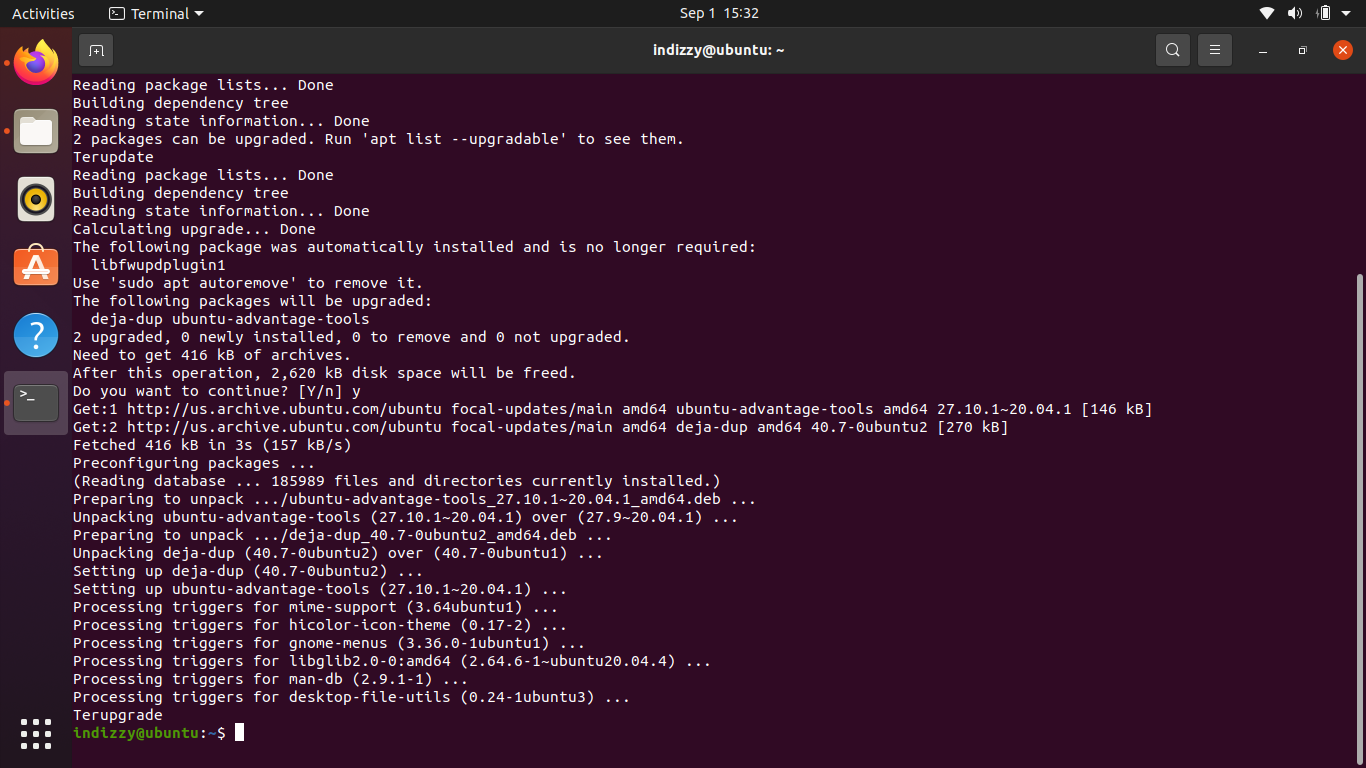 Activities Terminal Sep 1 15:32
indizzy@ubuntu: ~
Reading package lists... Done
Building dependency tree
Reading state information... Done
2 packages can be upgraded. Run 'apt list --upgradable' to see them.
Terupdate
Reading package lists... Done
Building dependency tree
Reading state information... Done
Calculating upgrade... Done
The following package was automatically installed and is no longer required:
  libfwupdplugin1
Use 'sudo apt autoremove' to remove it.
The following packages will be upgraded:
  deja-dup ubuntu-advantage-tools
2 upgraded, 0 newly installed, 0 to remove and 0 not upgraded.
Need to get 416 kB of archives.
After this operation, 2,620 kB disk space will be freed.
Do you want to continue? [Y/n] y
Get:1 http://us.archive.ubuntu.com/ubuntu focal-updates/main amd64 ubuntu-advantage-tools amd64 27.10.1~20.04.1 [146 kB]
Get:2 http://us.archive.ubuntu.com/ubuntu focal-updates/main amd64 deja-dup amd64 40.7-0ubuntu2 [270 kB]
Fetched 416 kB in 3s (157 kB/s)
Preconfiguring packages ...
(Reading database ... 185989 files and directories currently installed.)
Preparing to unpack .../ubuntu-advantage-tools_27.10.1~20.04.1_amd64.deb ...
Unpacking ubuntu-advantage-tools (27.10.1~20.04.1) over (27.9~20.04.1) ...
Preparing to unpack .../deja-dup_40.7-0ubuntu2_amd64.deb ...
Unpacking deja-dup (40.7-0ubuntu2) over (40.7-0ubuntu1) ...
Setting up deja-dup (40.7-0ubuntu2) ...
Setting up ubuntu-advantage-tools (27.10.1~20.04.1) ...
Processing triggers for mime-support (3.64ubuntu1) ...
Processing triggers for hicolor-icon-theme (0.17-2) ...
Processing triggers for gnome-menus (3.36.0-1ubuntu1) ...
Processing triggers for libglib2.0-0:amd64 (2.64.6-1~ubuntu20.04.4) ...
Processing triggers for man-db (2.9.1-1) ...
Processing triggers for desktop-file-utils (0.24-1ubuntu3) ...
Terupgrade
indizzy@ubuntu:~$